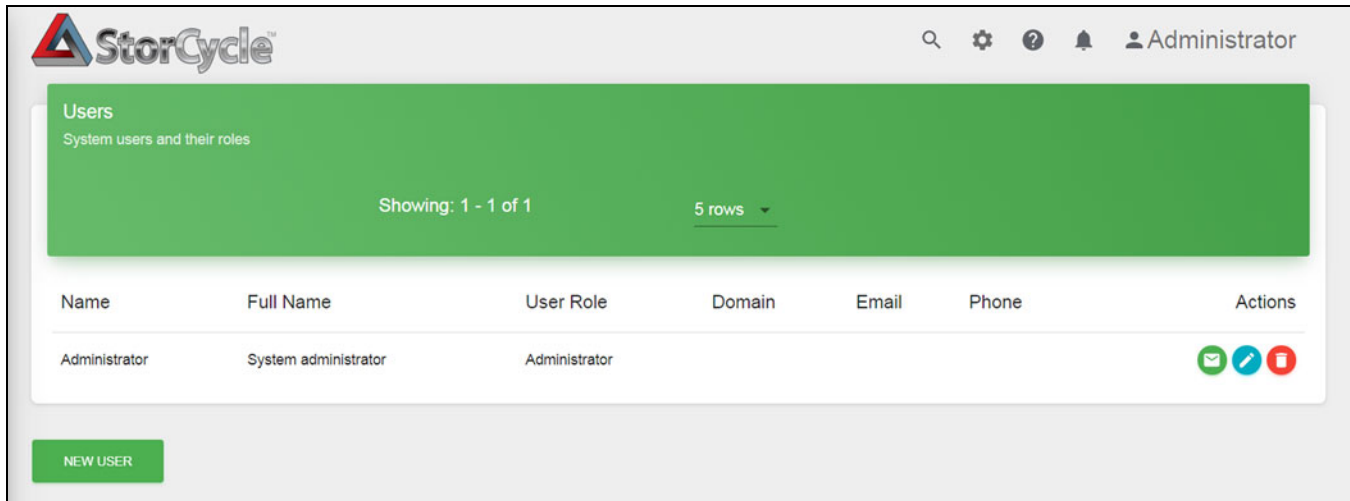 StorCycle™ Administrator
Users
System users and their roles
Showing: 1 - 1 of 1 5 rows
Name Full Name User Role Domain Email Phone Actions
Administrator System administrator Administrator
NEW USER